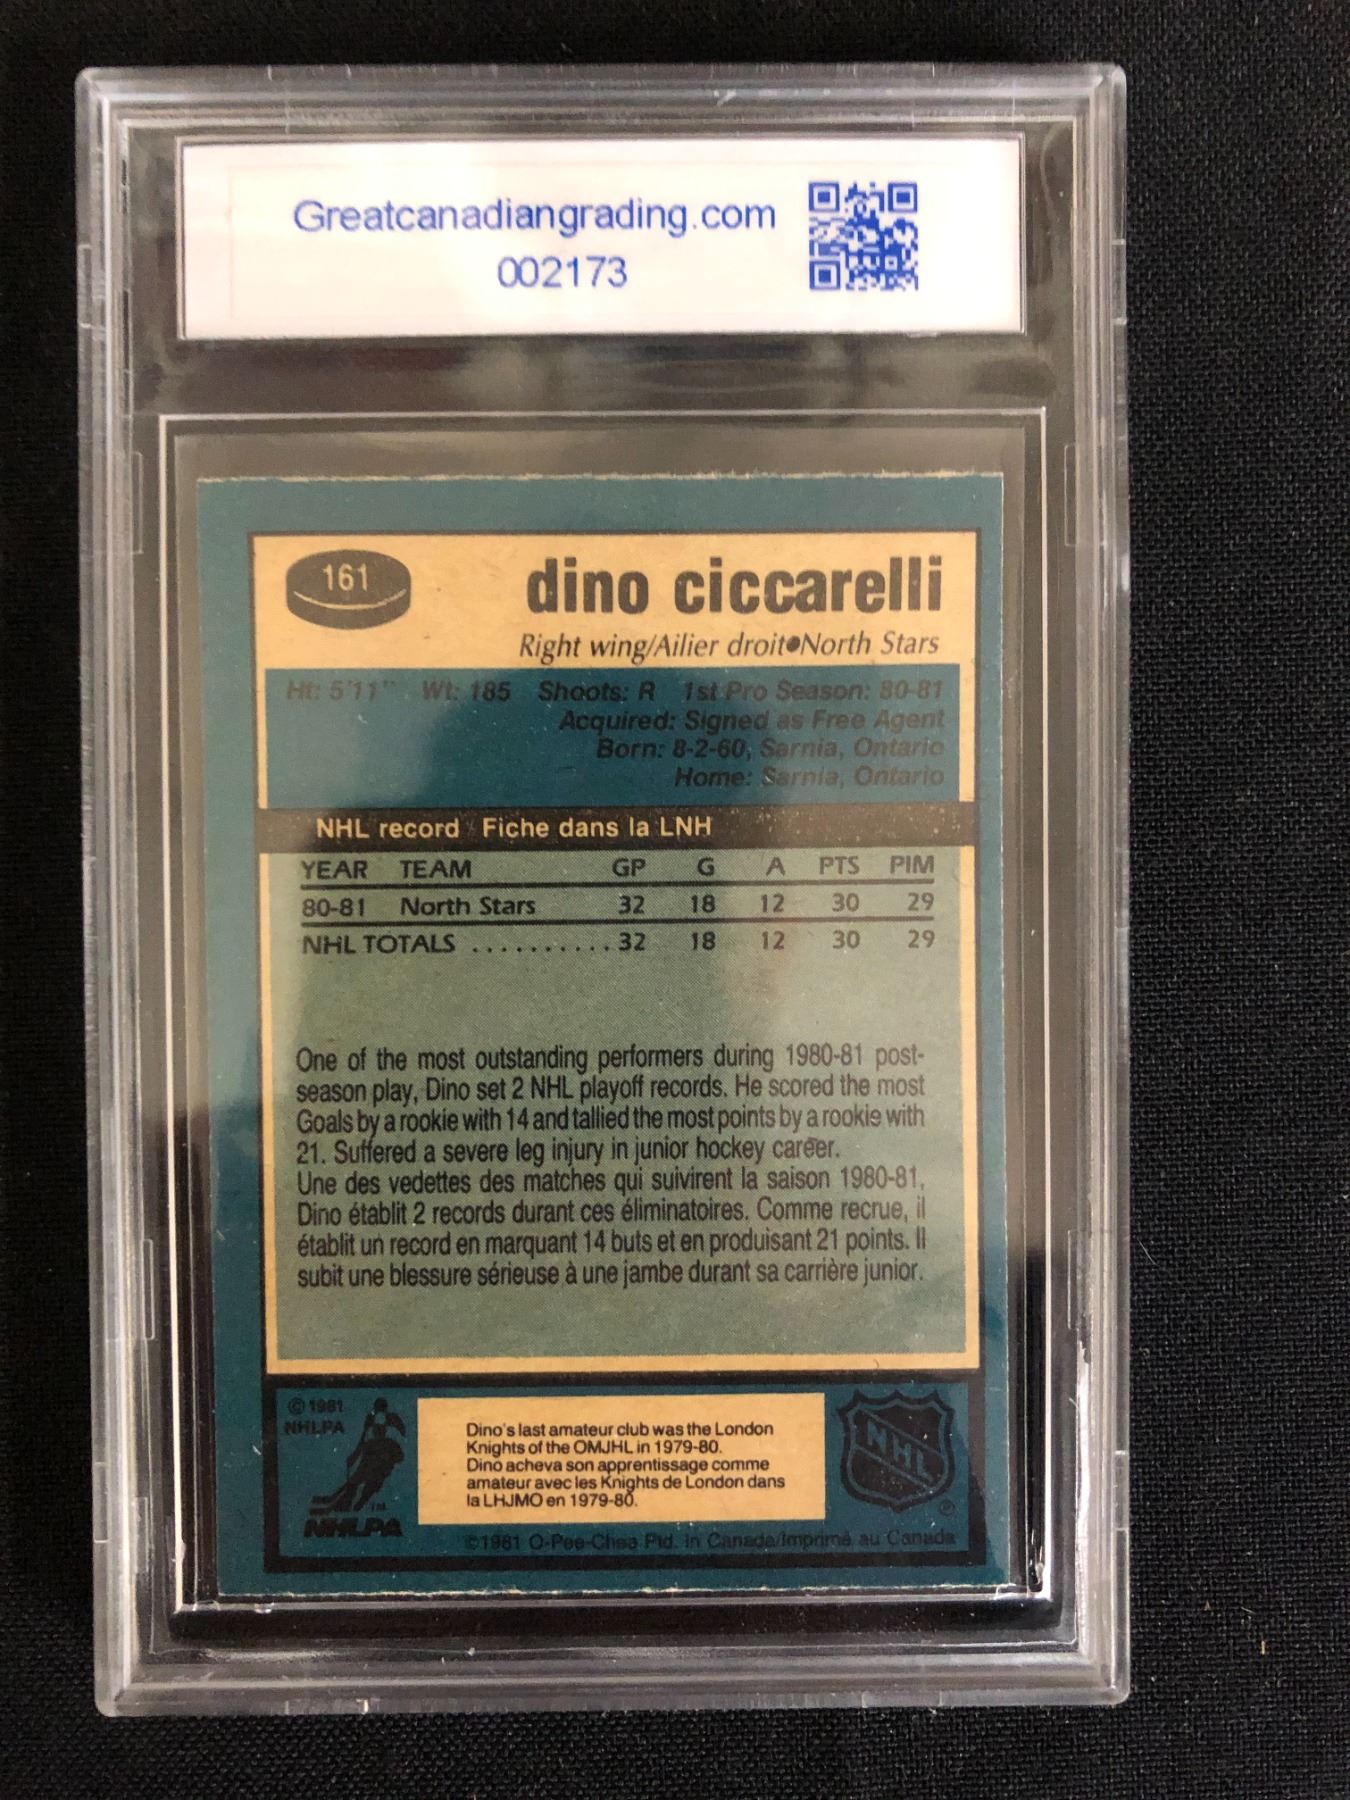 Greatcanadiangrading.com
002173
161
dino ciccarelli
Right wing/Ailier droit•North Stars
Ht: 5'11" Wt: 185 Shoots: R 1st Pro Season: 80-81
Acquired: Signed as Free Agent
Born: 8-2-60, Sarnia, Ontario
Home: Sarnia, Ontario
NHL record Fiche dans la LNH
YEAR TEAM GP G A PTS PIM
80-81 North Stars 32 18 12 30 29
NHL TOTALS .......... 32 18 12 30 29
One of the most outstanding performers during 1980-81 post-
season play, Dino set 2 NHL playoff records. He scored the most
Goals by a rookie with 14 and tallied the most points by a rookie with
21. Suffered a severe leg injury in junior hockey career.
Une des vedettes des matches qui suivirent la saison 1980-81,
Dino établit 2 records durant ces éliminatoires. Comme recrue, il
établit un record en marquant 14 buts et en produisant 21 points. Il
subit une blessure sérieuse à une jambe durant sa carrière junior.
© 1981
NHLPA
TM
NHLPA
Dino's last amateur club was the London
Knights of the OMJHL in 1979-80.
Dino acheva son apprentissage comme
amateur avec les Knights de London dans
la LHJMO en 1979-80.
NHL
®
©1981 O-Pee-Chee Ptd. in Canada/Imprimé au Canada